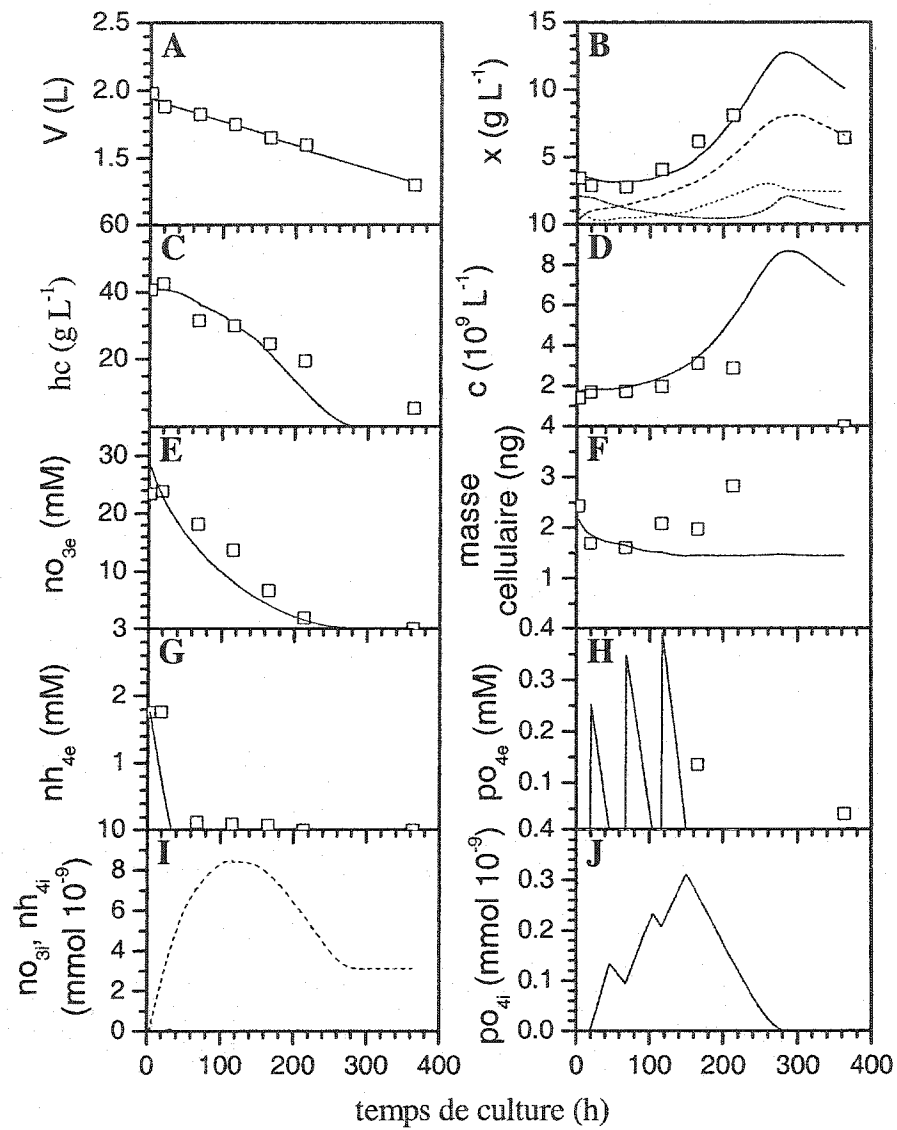 A
V (L)
2.5
2.0
1.5
B
x (g L-1)
15
10
5
C
hc (g L-1)
60
40
20
D
c (10^9 L-1)
10
8
6
4
2
E
no3e (mM)
30
20
10
F
masse
cellulaire (ng)
4
3
2
1
G
nh4e (mM)
3
2
1
H
po4e (mM)
0.4
0.3
0.2
0.1
I
no3i, nh4i
(mmol 10^-9)
10
8
6
4
2
0
J
po4i (mmol 10^-9)
0.4
0.3
0.2
0.1
0.0
0 100 200 300 400
0 100 200 300 400
temps de culture (h)